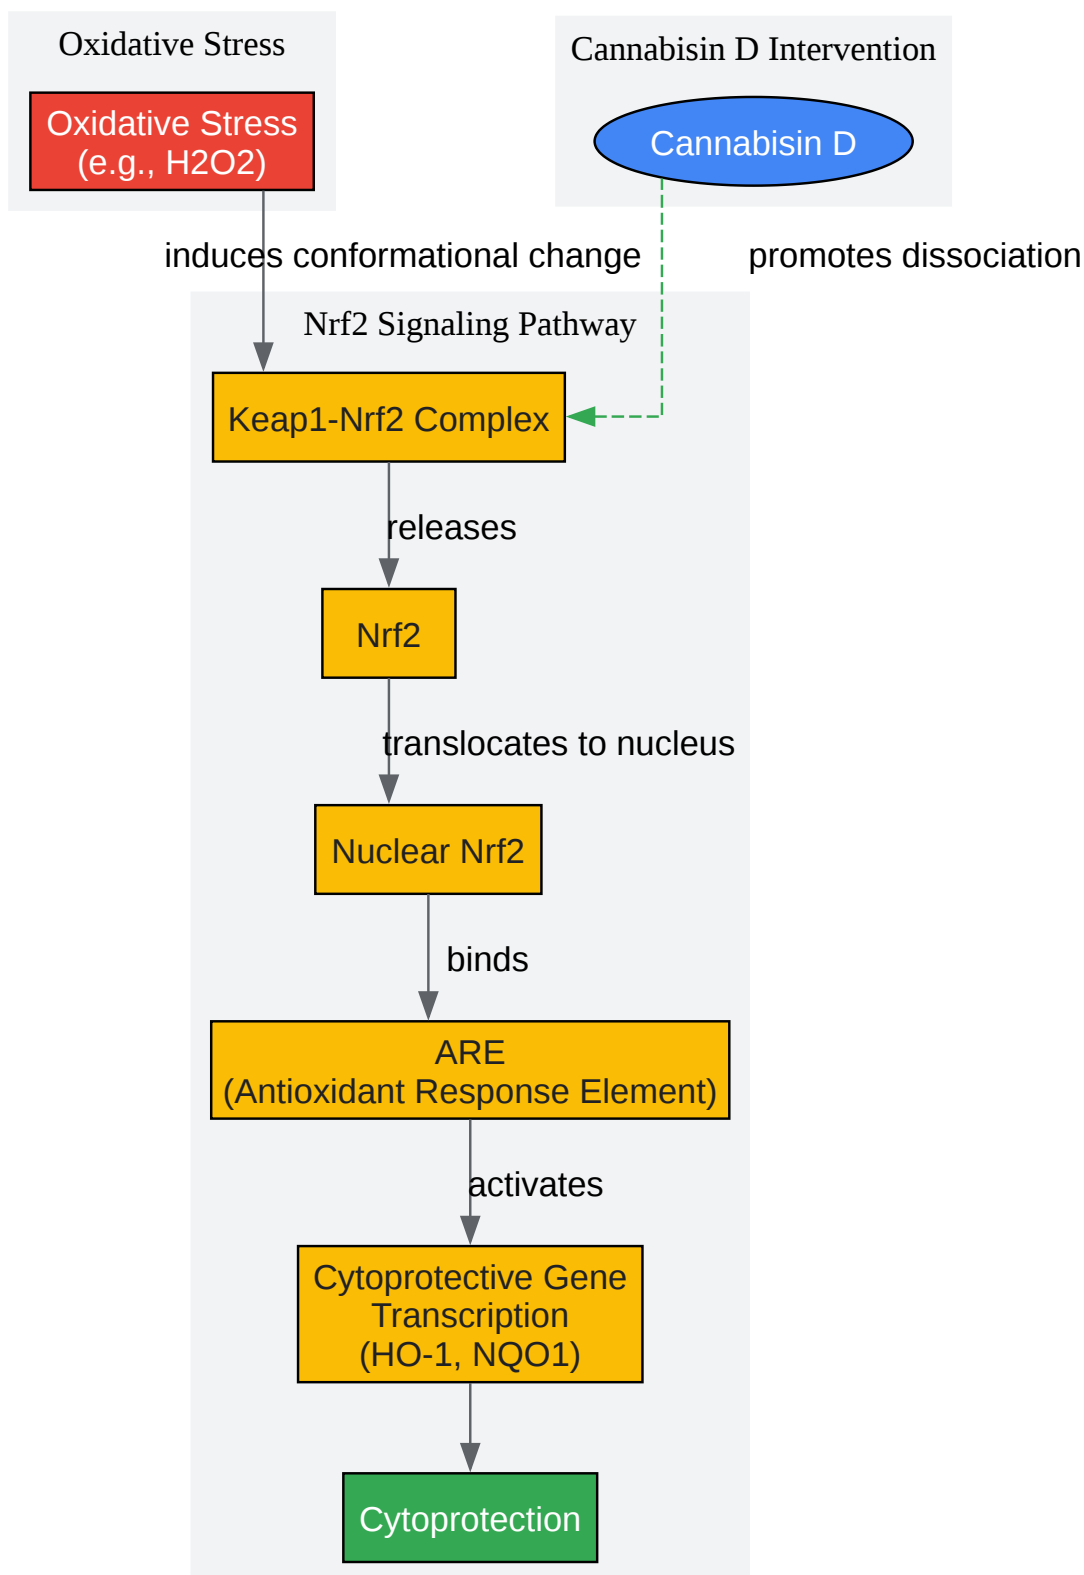 Oxidative Stress
Cannabisin D Intervention
Oxidative Stress
(e.g., H2O2)
Cannabisin D
induces conformational change
promotes dissociation
Nrf2 Signaling Pathway
Keap1-Nrf2 Complex
releases
Nrf2
translocates to nucleus
Nuclear Nrf2
binds
ARE
(Antioxidant Response Element)
activates
Cytoprotective Gene
Transcription
(HO-1, NQO1)
Cytoprotection